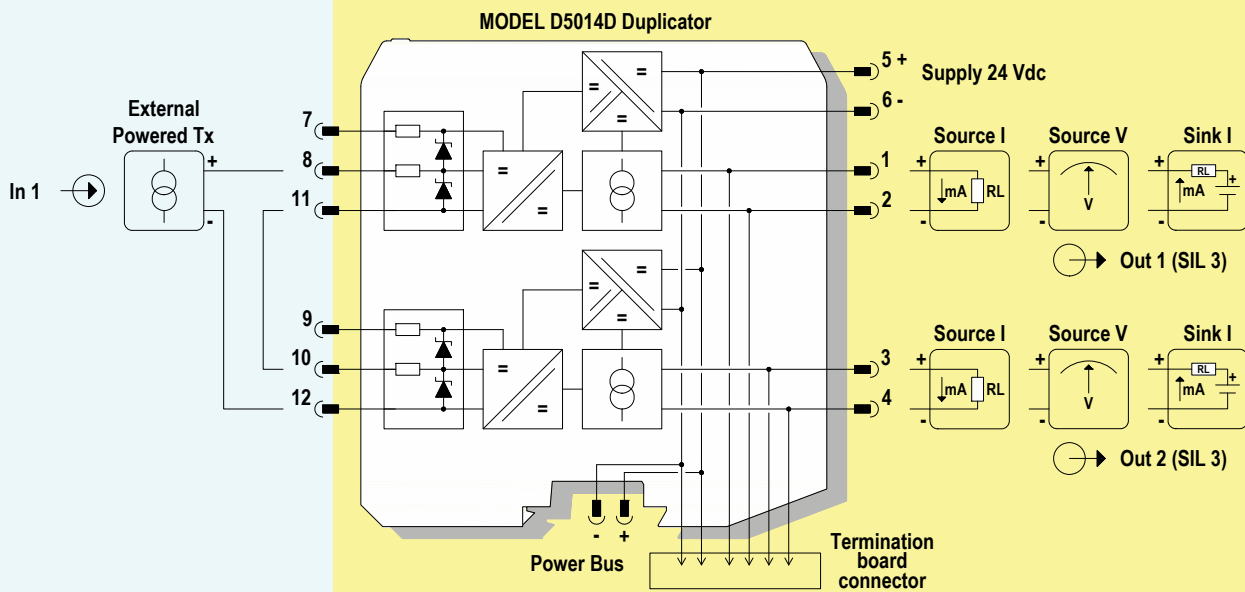 MODEL D5014D Duplicator
5 +
Supply 24 Vdc
6 -
External
Powered Tx
In 1
+
-
7
8
11
=
=
=
=
=
1
2
Source I
Source V
Sink I
+
-
mA
RL
+
-
V
+
-
RL
mA
+
Out 1 (SIL 3)
9
10
12
=
=
=
=
=
3
4
Source I
Source V
Sink I
+
-
mA
RL
+
-
V
+
-
RL
mA
+
Out 2 (SIL 3)
- +
Power Bus
Termination
board
connector